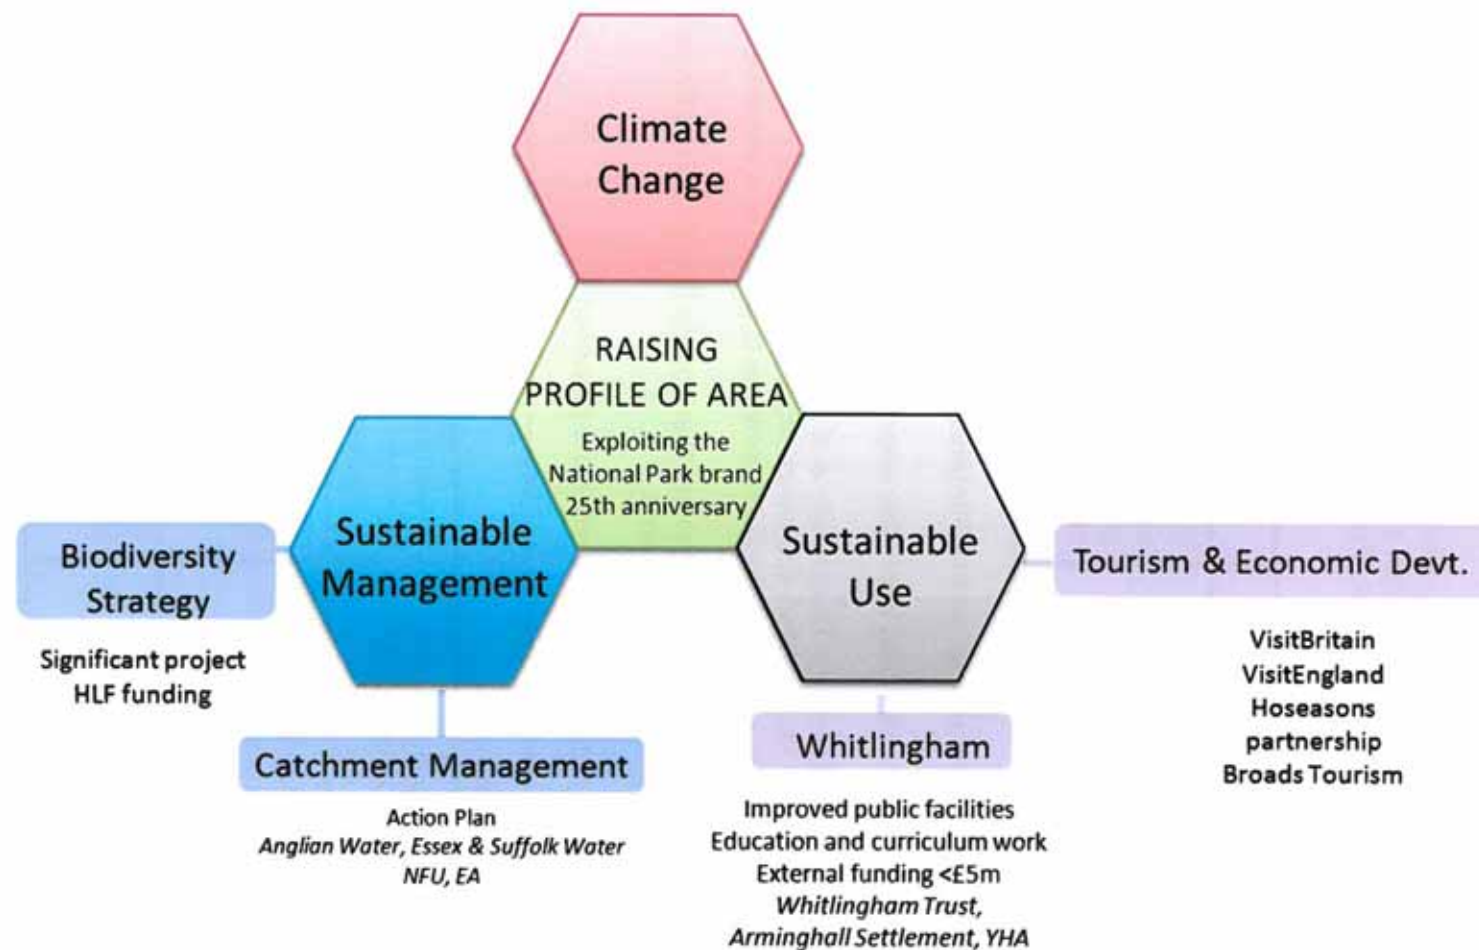 Climate
Change
RAISING
PROFILE OF AREA
Exploiting the
National Park brand
25th anniversary
Sustainable
Management
Sustainable
Use
Biodiversity
Strategy
Significant project
HLF funding
Catchment Management
Action Plan
Anglian Water, Essex & Suffolk Water
NFU, EA
Whitlingham
Improved public facilities
Education and curriculum work
External funding <£5m
Whitlingham Trust,
Arminghall Settlement, YHA
Tourism & Economic Devt.
VisitBritain
VisitEngland
Hoseasons
partnership
Broads Tourism